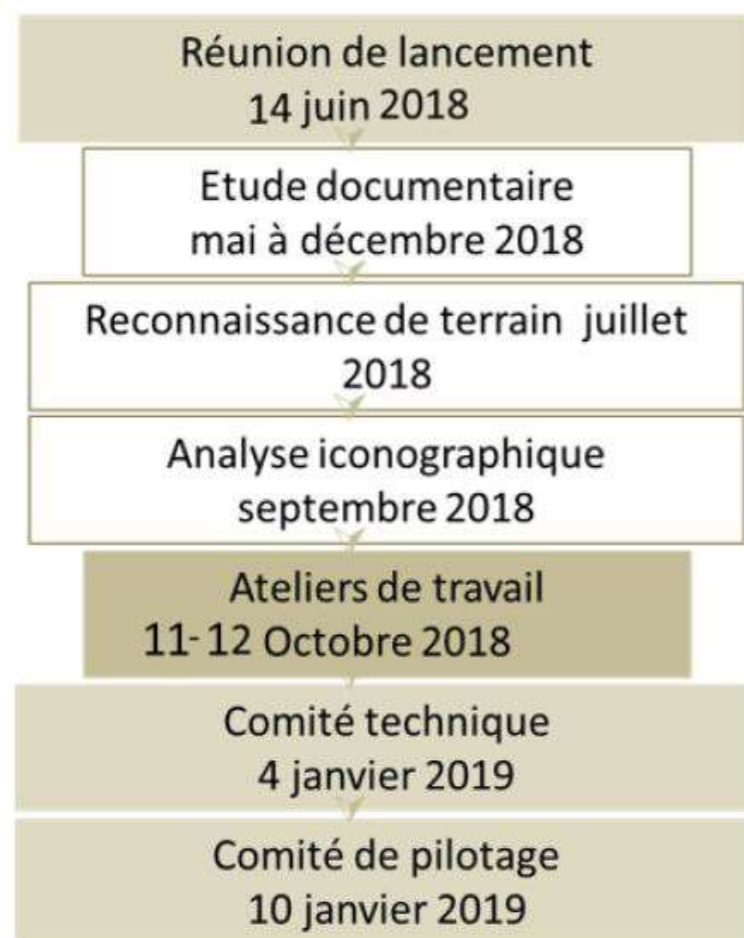 Réunion de lancement
14 juin 2018
Etude documentaire
mai à décembre 2018
Reconnaissance de terrain juillet
2018
Analyse iconographique
septembre 2018
Ateliers de travail
11-12 Octobre 2018
Comité technique
4 janvier 2019
Comité de pilotage
10 janvier 2019